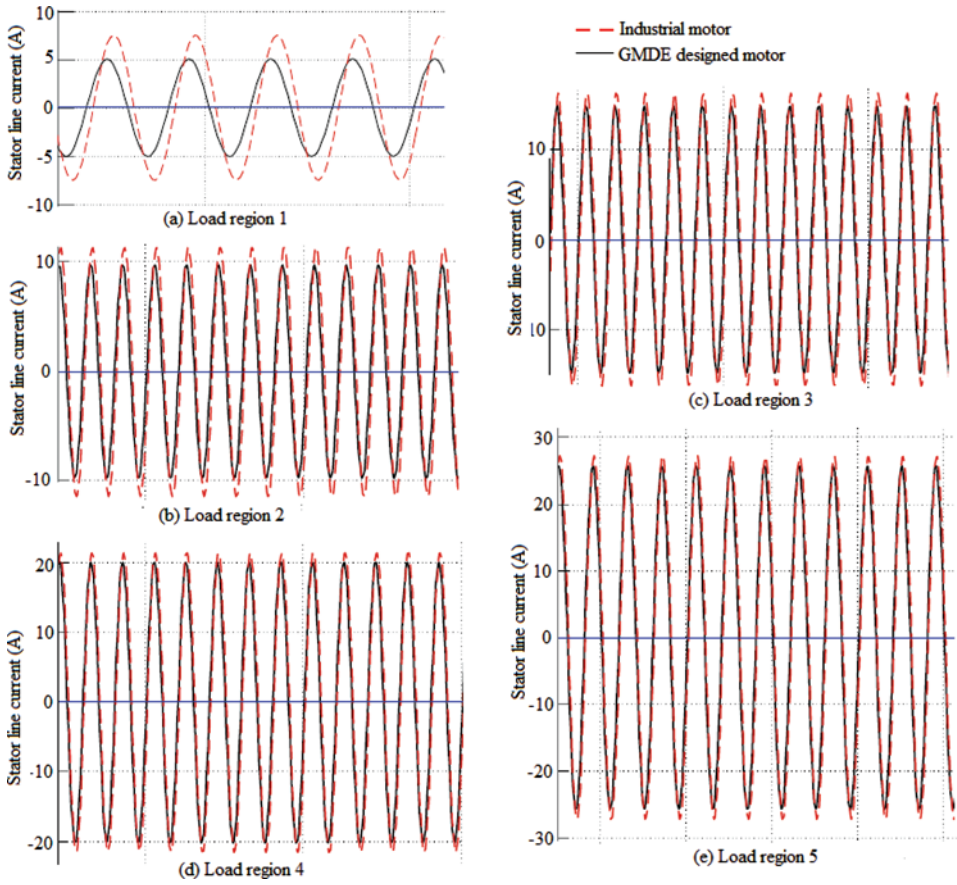 Stator line current (A)
10
5
0
-5
-10
(a) Load region 1
Stator line current (A)
10
0
-10
(b) Load region 2
Stator line current (A)
20
10
0
-10
-20
(d) Load region 4
Industrial motor
GMDE designed motor
Stator line current (A)
10
0
10
(c) Load region 3
Stator line current (A)
30
20
10
0
-10
-20
-30
(e) Load region 5